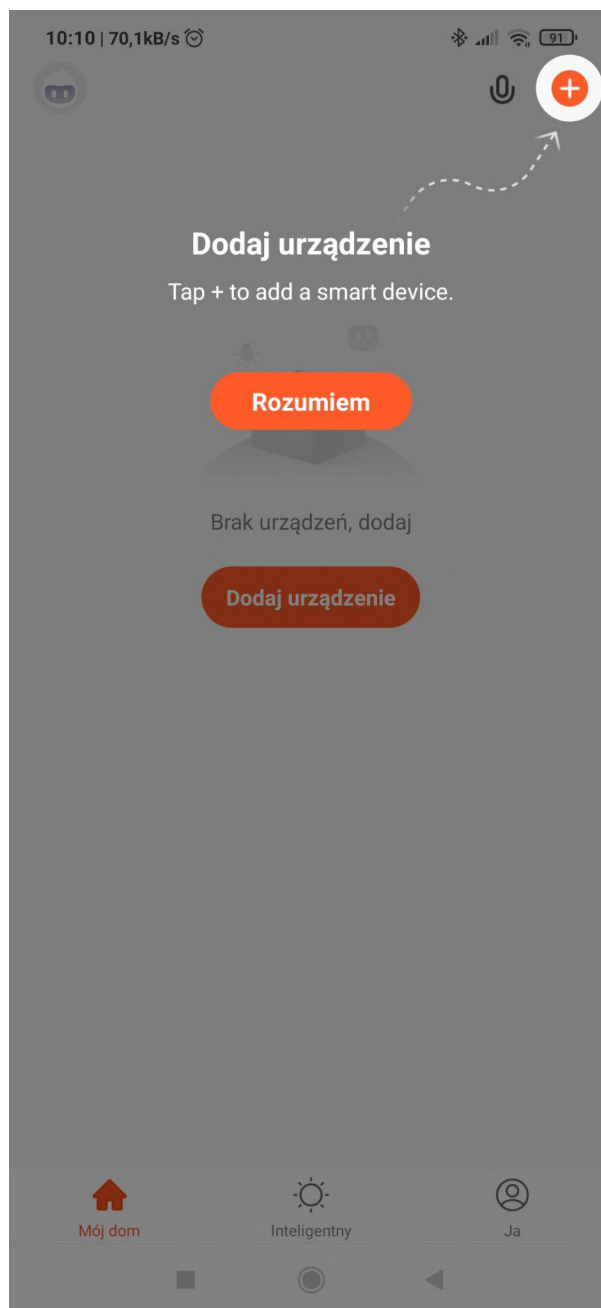 10:10 | 70,1kB/s
91
Dodaj urządzenie
Tap + to add a smart device.
Rozumiem
Brak urządzeń, dodaj
Dodaj urządzenie
Mój dom
Inteligentny
Ja